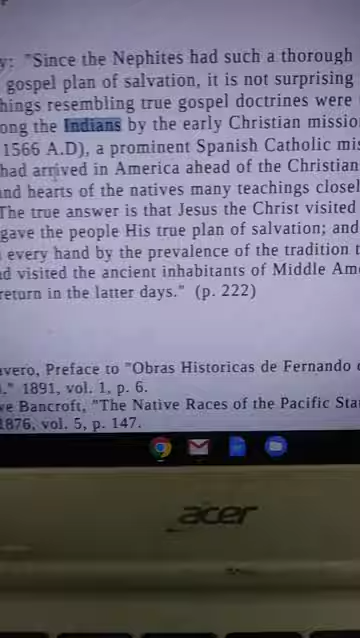 y: "Since the Nephites had such a thorough
gospel plan of salvation, it is not surprising
hings resembling true gospel doctrines were
ong the Indians by the early Christian missio
1566 A.D), a prominent Spanish Catholic mis
had arrived in America ahead of the Christian
and hearts of the natives many teachings closel
The true answer is that Jesus the Christ visited
gave the people His true plan of salvation; and
every hand by the prevalence of the tradition t
d visited the ancient inhabitants of Middle Ame
return in the latter days." (p. 222)
avero, Preface to "Obras Historicas de Fernando d
," 1891, vol. 1, p. 6.
ve Bancroft, "The Native Races of the Pacific Sta
1876, vol. 5, p. 147.
acer